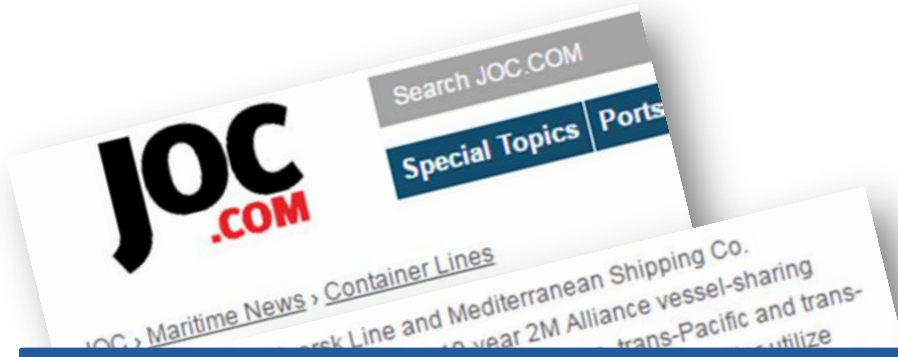 JOC
.COM
Search JOC.COM
Special Topics
Ports
JOC › Maritime News › Container Lines
Line and Mediterranean Shipping Co.
year 2M Alliance vessel-sharing
trans-Pacific and trans-
utilize